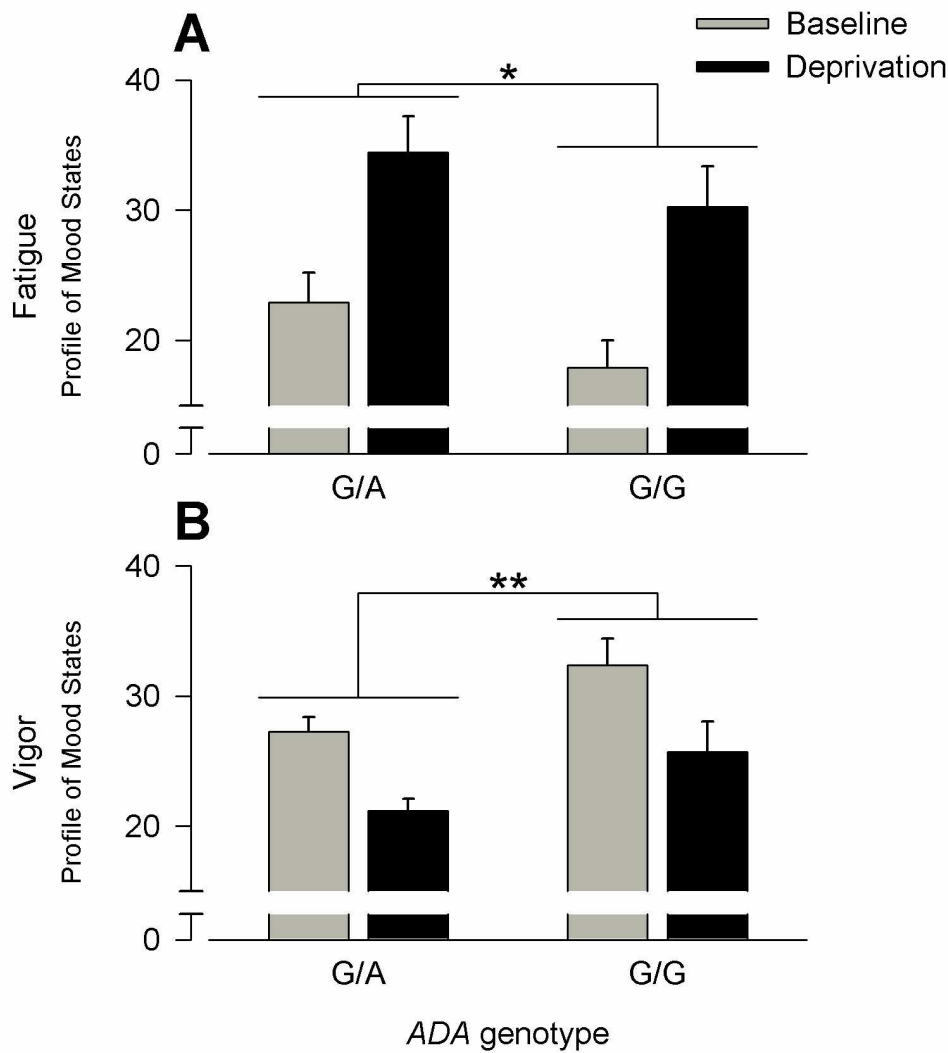 A
Baseline
Deprivation
*
40
30
20
0
Fatigue
Profile of Mood States
G/A
G/G
B
**
40
30
20
0
Vigor
Profile of Mood States
G/A
G/G
ADA genotype